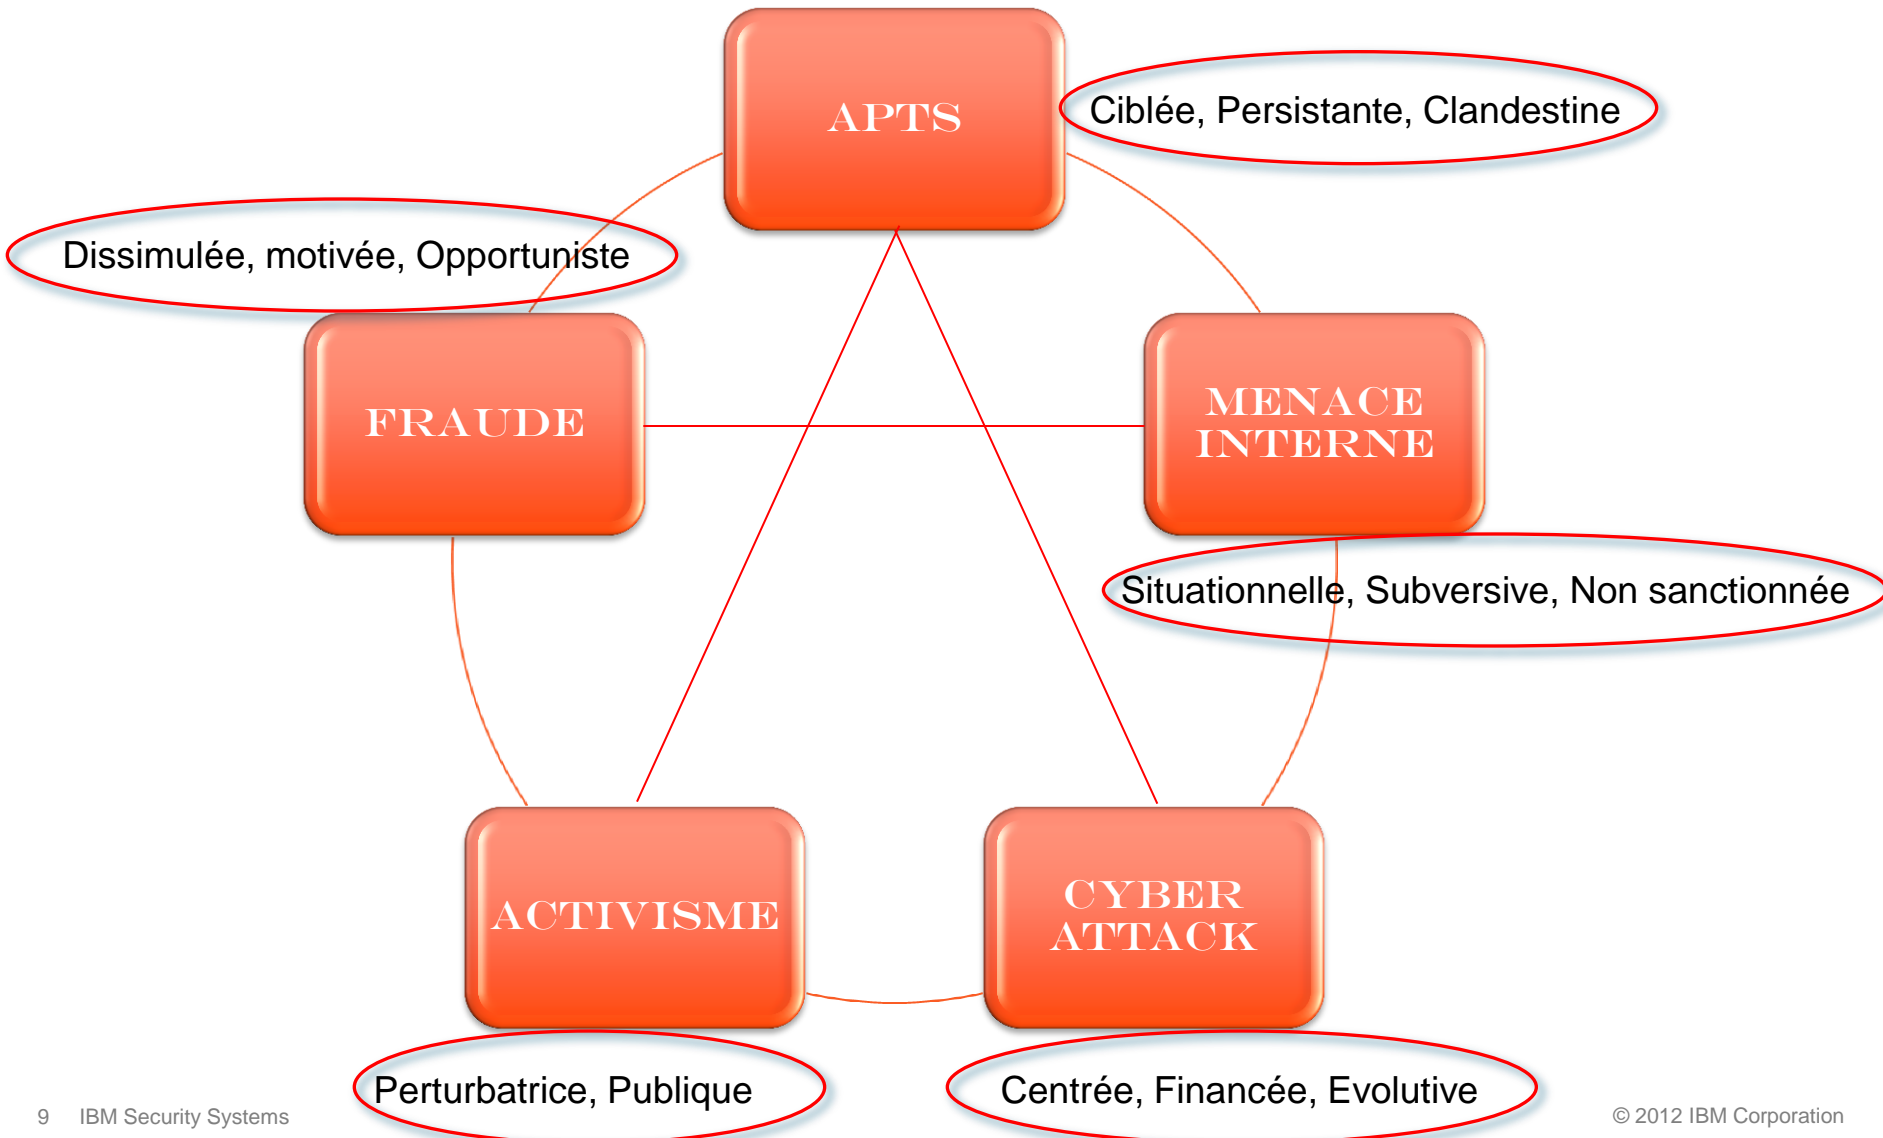 APTS
Ciblée, Persistante, Clandestine
Dissimulée, motivée, Opportuniste
FRAUDE
MENACE
INTERNE
Situationnelle, Subversive, Non sanctionnée
ACTIVISME
CYBER
ATTACK
Perturbatrice, Publique
Centrée, Financée, Evolutive
9 IBM Security Systems
© 2012 IBM Corporation